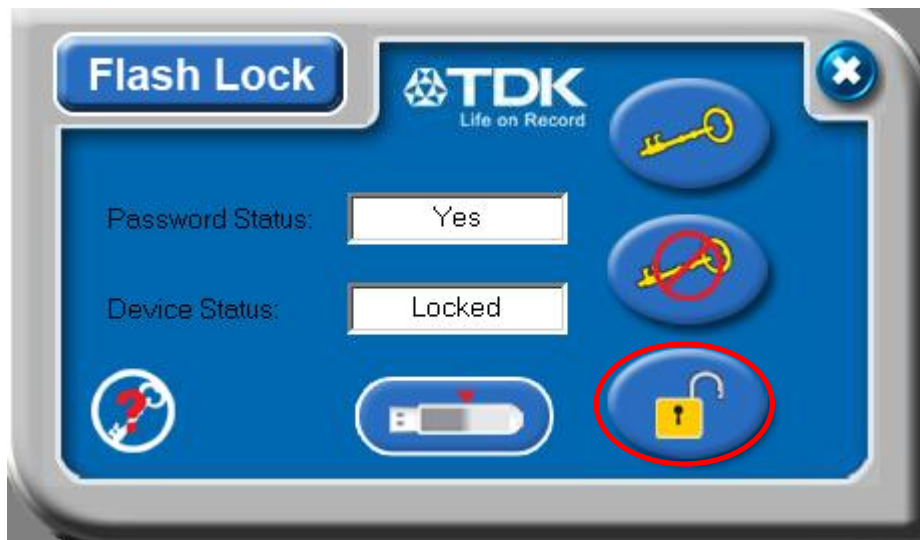 Flash Lock
TDK
Life on Record
Password Status: Yes
Device Status: Locked
?